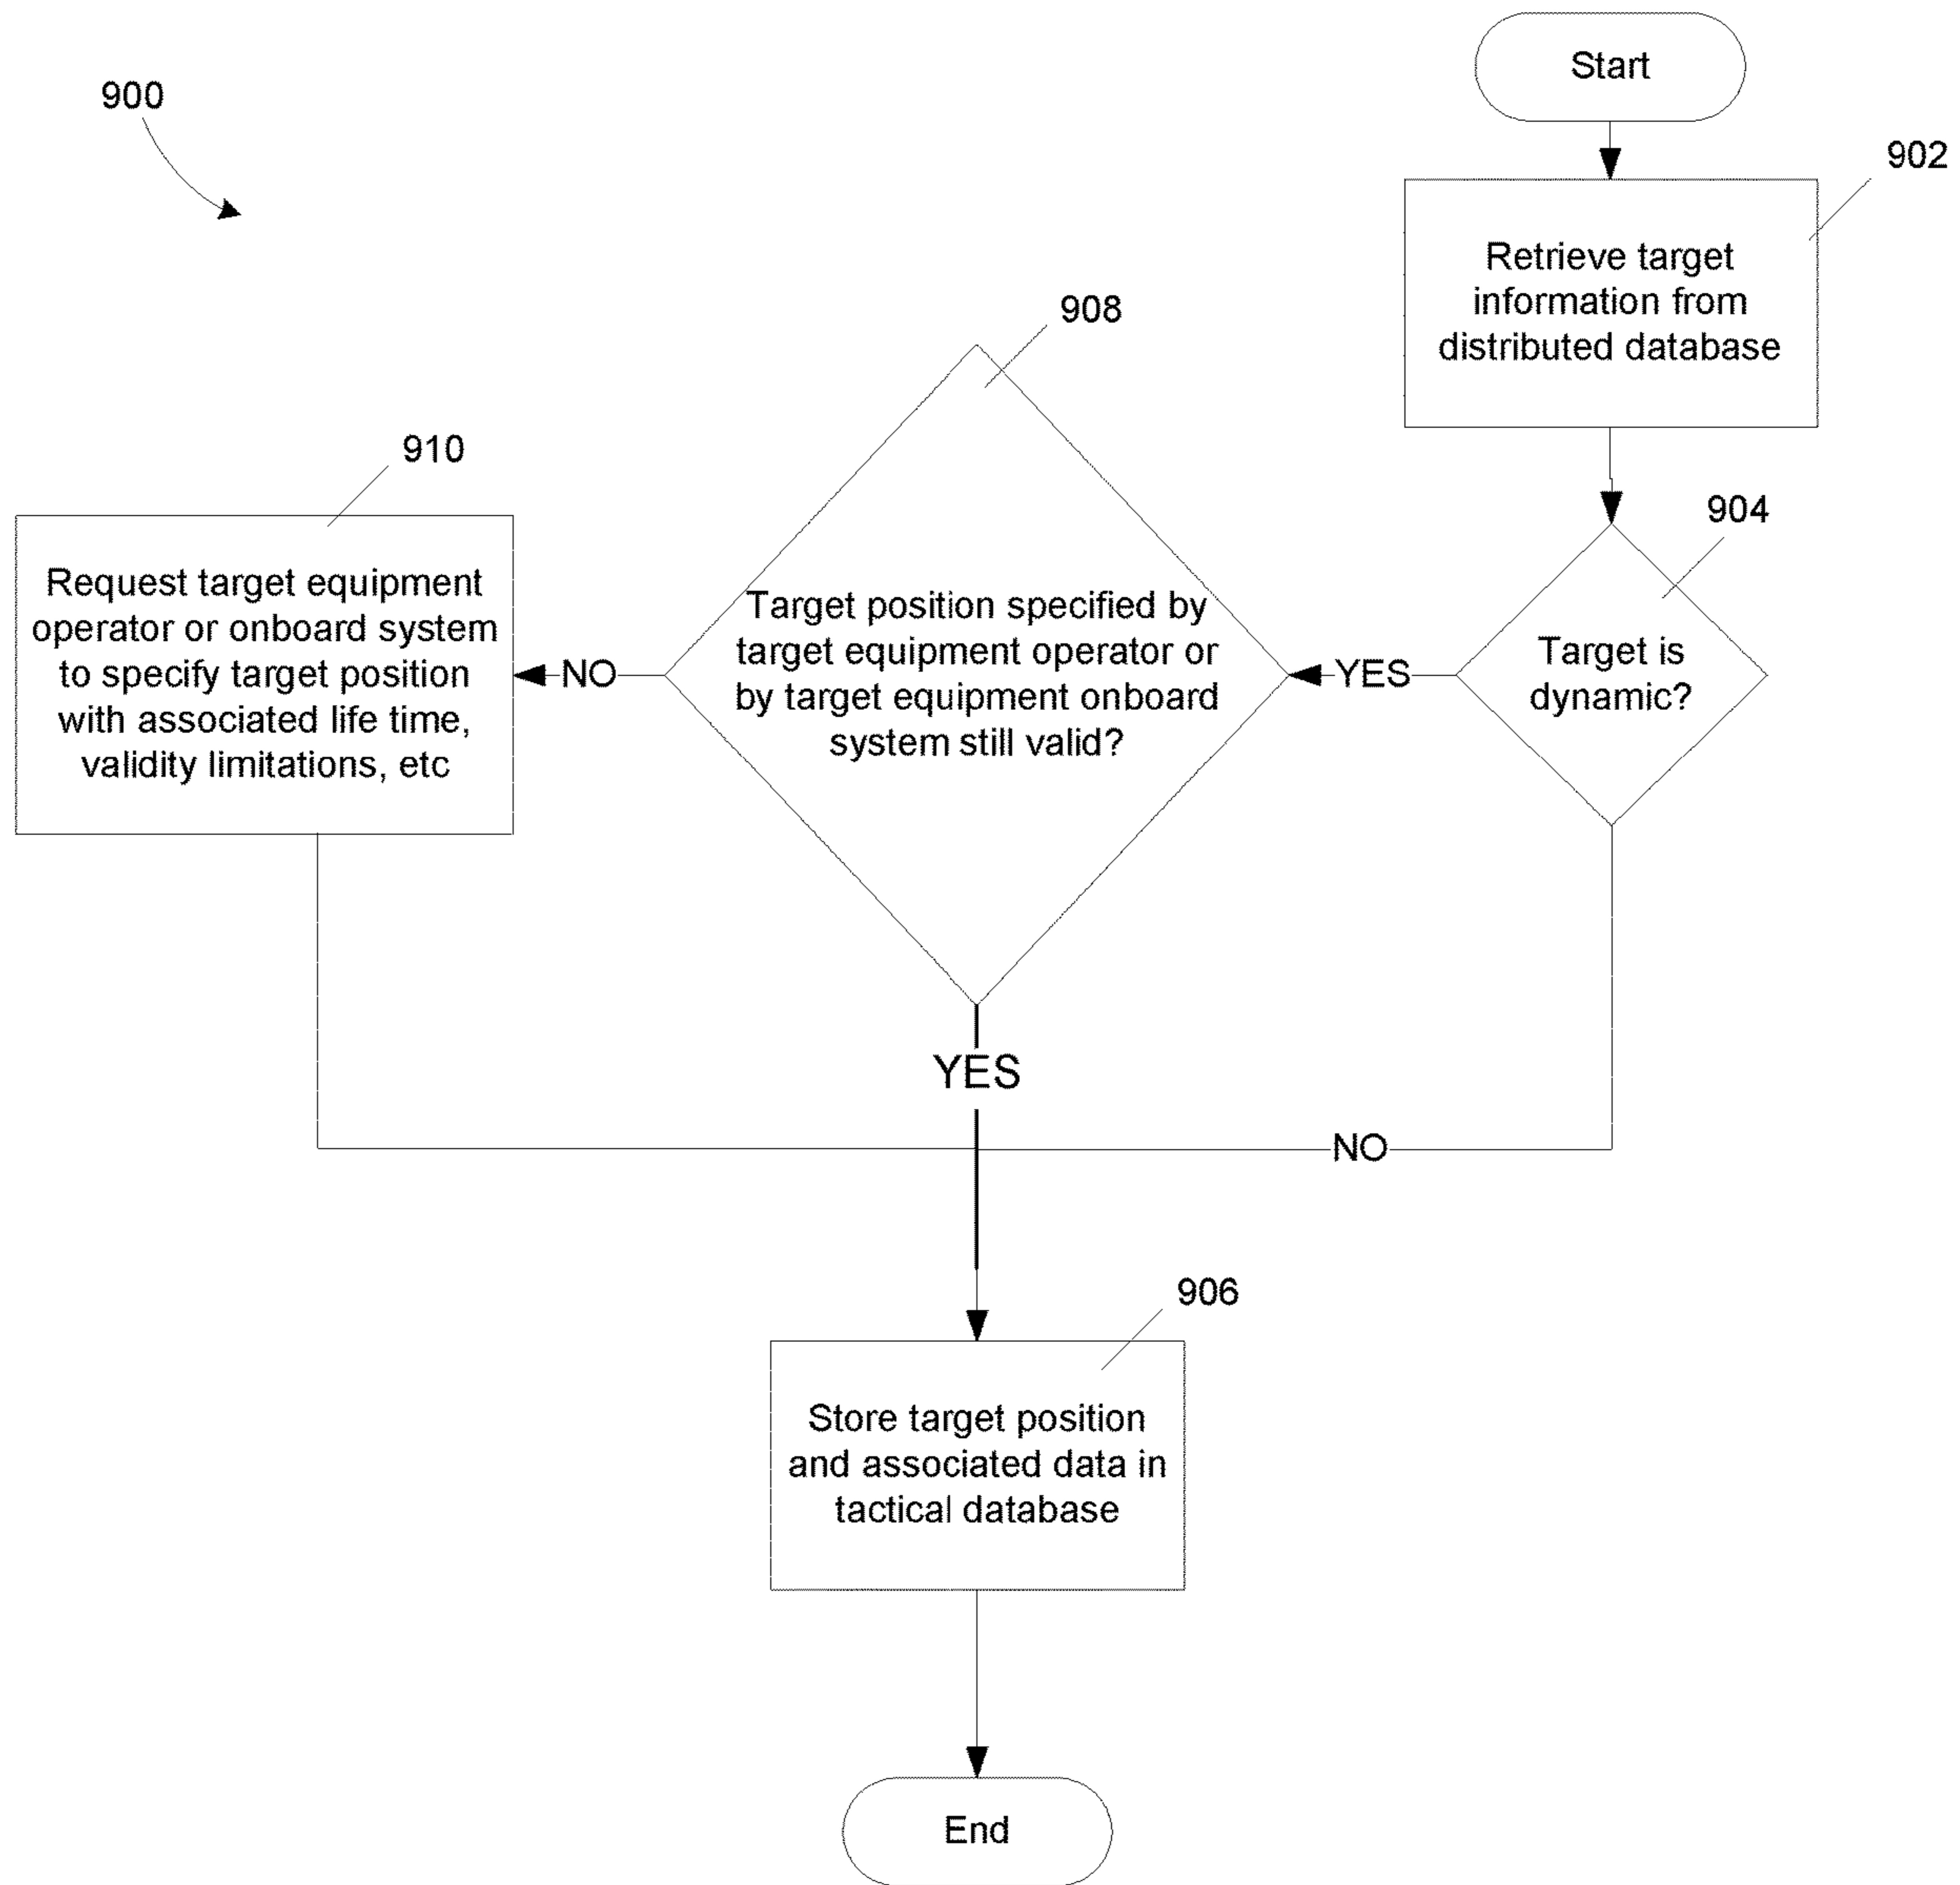 900
Start
902
Retrieve target
information from
distributed database
908
910
904
Request target equipment
operator or onboard system
to specify target position
with associated life time,
validity limitations, etc
NO
Target position specified by
target equipment operator or
by target equipment onboard
system still valid?
YES
Target is
dynamic?
YES
NO
906
Store target position
and associated data in
tactical database
End